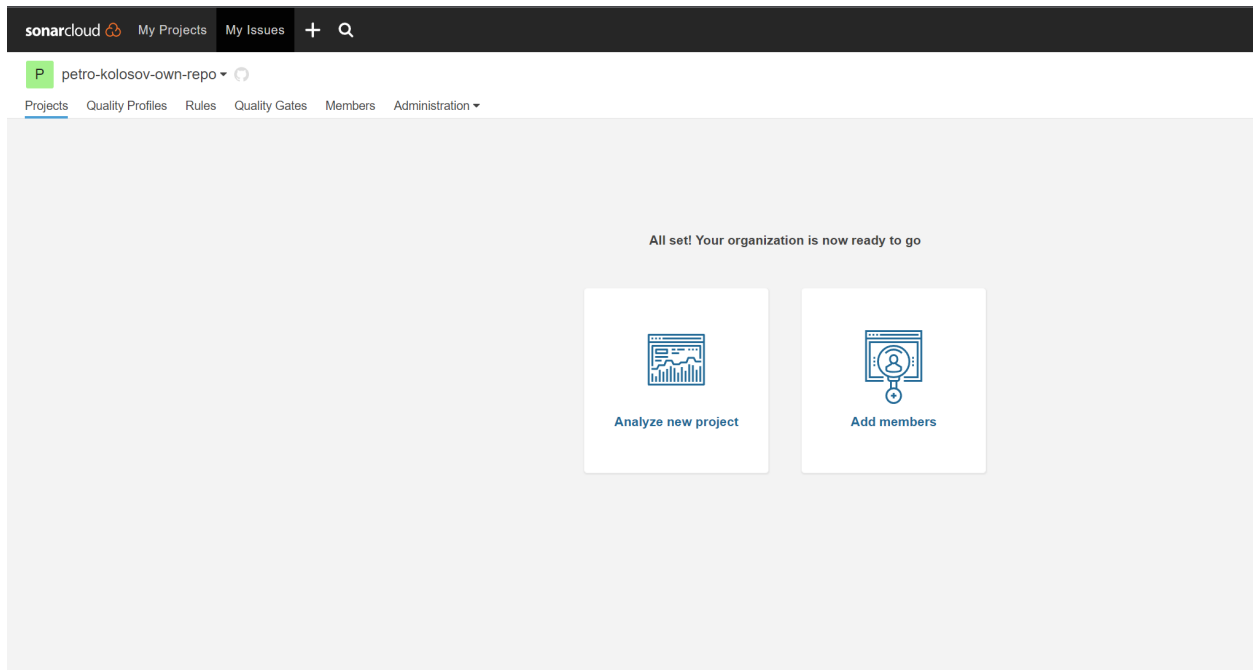 sonarcloud My Projects My Issues
P petro-kolosov-own-repo
Projects Quality Profiles Rules Quality Gates Members Administration
All set! Your organization is now ready to go
Analyze new project Add members